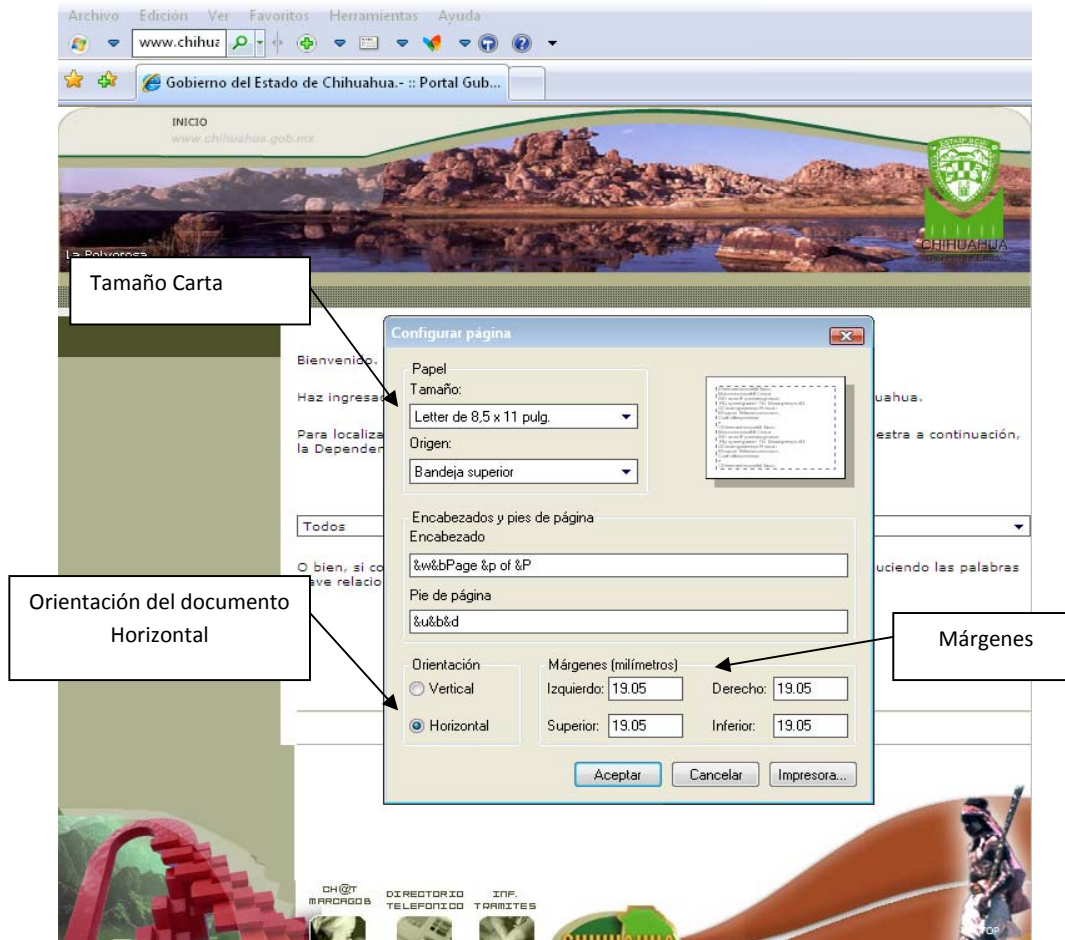 Archivo Edición Ver Favoritos Herramientas Ayuda
www.chihua
Gobierno del Estado de Chihuahua.- :: Portal Gub...
INICIO
www.chihuahua.gob.mx
La Polvorosa
CHIHUAHUA
Tamaño Carta
Configurar página
Bienvenido.
Papel
Tamaño:
Haz ingresa
uahua.
Letter de 8,5 x 11 pulg.
Para localiza
estra a continuación,
Origen:
la Dependen
Bandeja superior
Encabezados y pies de página
Todos
Encabezado
&w&bPage &p of &P
O bien, si co
uciendo las palabras
ave relacio
Pie de página
&u&b&d
Orientación del documento
Horizontal
Márgenes
Orientación
Vertical
Horizontal
Márgenes (milímetros)
Izquierdo: 19.05 Derecho: 19.05
Superior: 19.05 Inferior: 19.05
Aceptar Cancelar Impresora...
CH@T
MARCAGOB
DIRECTORIO
TELEFONICO
INF.
TRAMITES
CHIHUAHUA
TOP